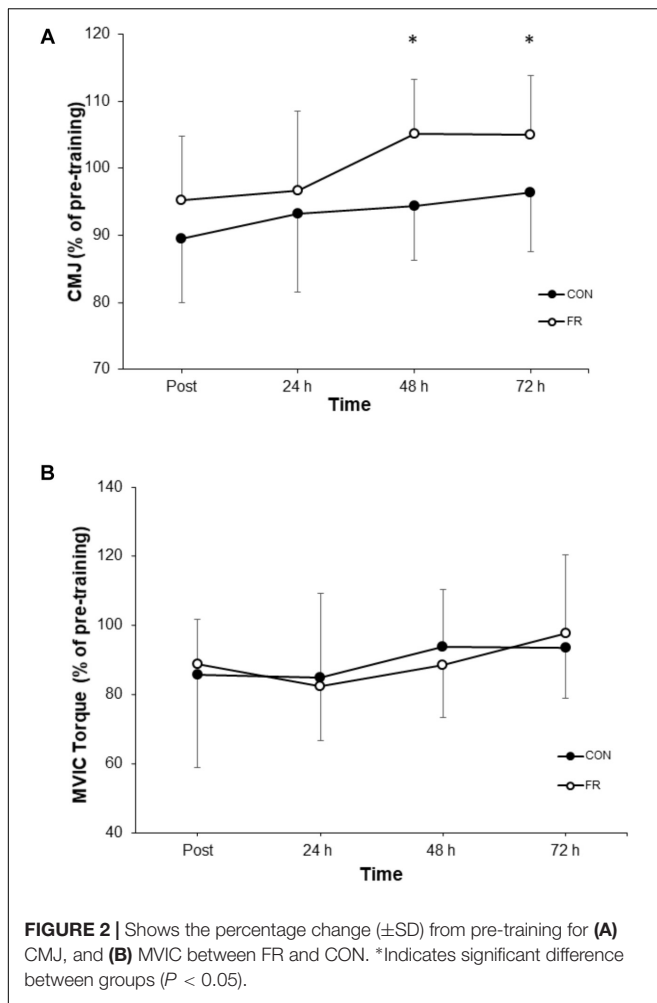 A
120
*
*
110
100
90
80
70
CMJ (% of pre-training)
CON
FR
Post
24 h
48 h
72 h
Time
B
140
120
100
80
60
40
MVIC Torque (% of pre-training)
CON
FR
Post
24 h
48 h
72 h
Time
FIGURE 2 | Shows the percentage change (±SD) from pre-training for (A)
CMJ, and (B) MVIC between FR and CON. *Indicates significant difference
between groups (P < 0.05).